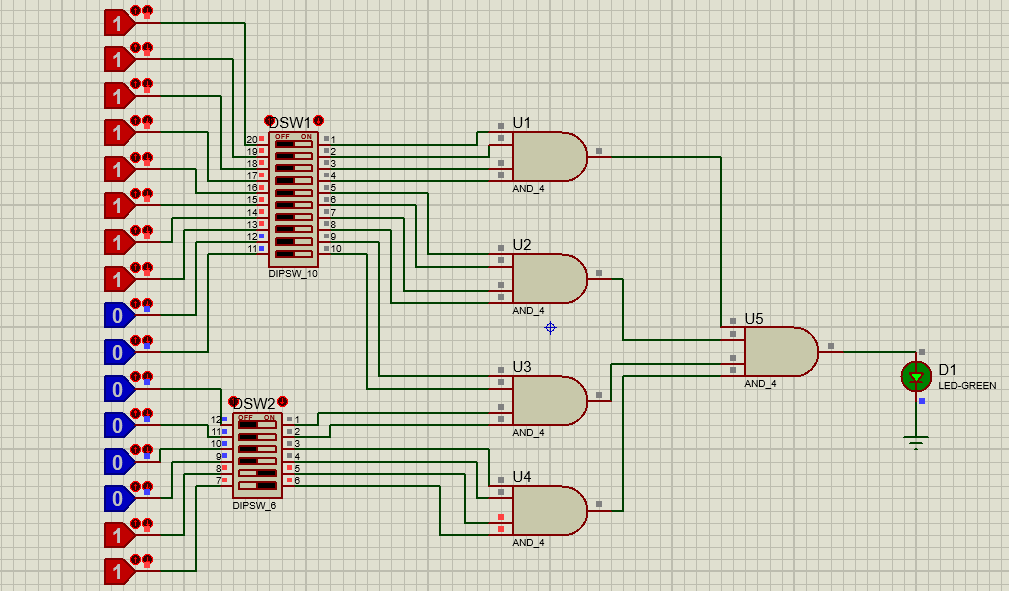 1
1
1
1
1
1
1
1
0
0
0
0
0
0
1
1
DSW1
OFF ON
20 1
19 2
18 3
17 4
16 5
15 6
14 7
13 8
12 9
11 10
DIPSW_10
DSW2
OFF ON
12 1
11 2
10 3
9 4
8 5
7 6
DIPSW_6
U1
AND_4
U2
AND_4
U3
AND_4
U4
AND_4
U5
AND_4
D1
LED-GREEN